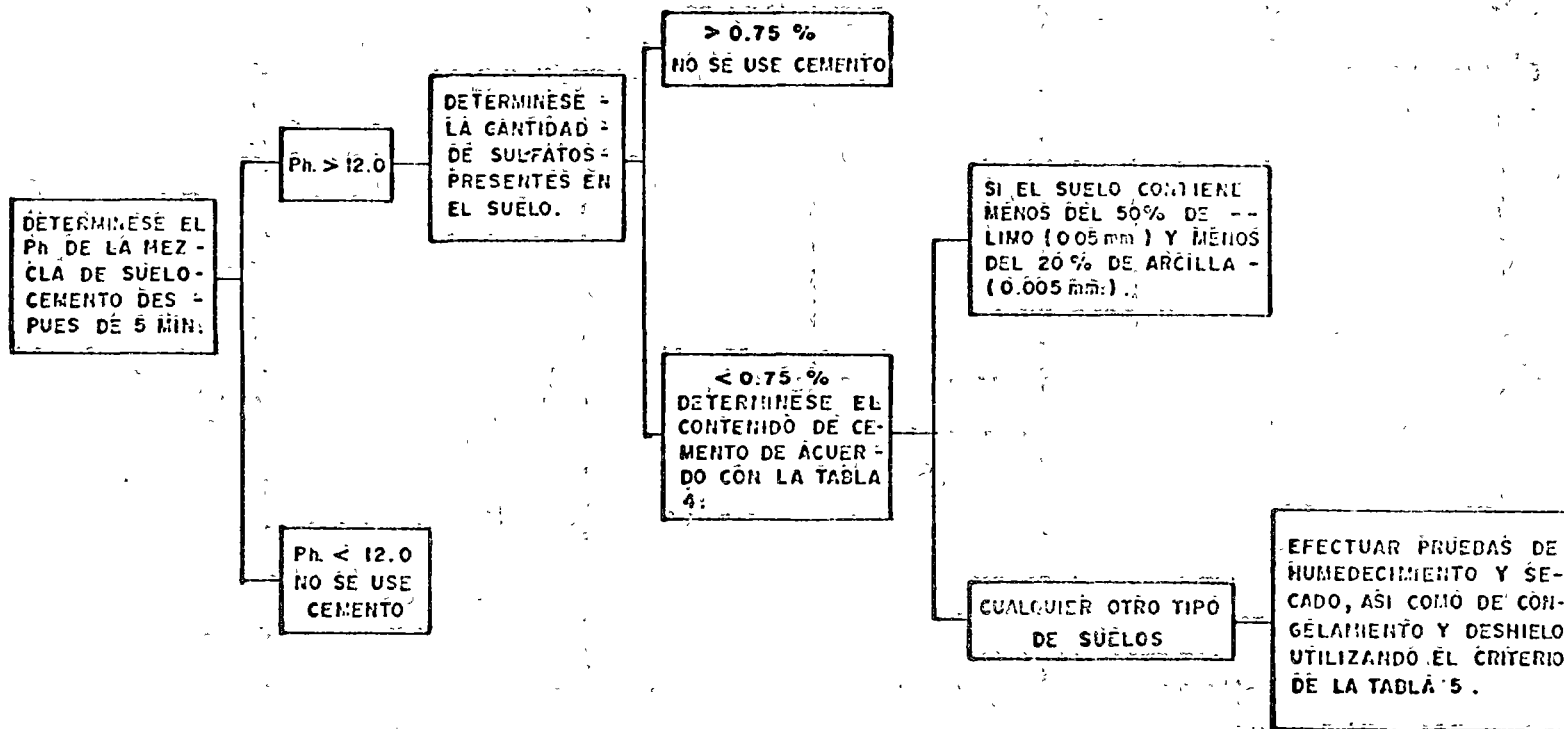 DETERMINESE EL
Ph DE LA MEZ -
CLA DE SUELO-
CEMENTO DES -
PUES DE 5 MIN.
Ph. > 12.0
Ph. < 12.0
NO SE USE
CEMENTO
DETERMINESE -
LA CANTIDAD -
DE SULFATOS-
PRESENTES EN
EL SUELO.
> 0.75 %
NO SE USE CEMENTO
< 0.75 %
DETERMINESE EL
CONTENIDO DE CE-
MENTO DE ACUER -
DO CON LA TABLA
4:
SI EL SUELO CONTIENE
MENOS DEL 50% DE --
LIMO (005 mm ) Y MENOS
DEL 20% DE ARCILLA -
(0.005 mm.).
CUALQUIER OTRO TIPO
DE SUELOS
EFECTUAR PRUEBAS DE
HUMEDECIMIENTO Y SE-
CADO, ASI COMO DE CON-
GELAMIENTO Y DESHIELO
UTILIZANDO EL CRITERIO
DE LA TABLA 5 .